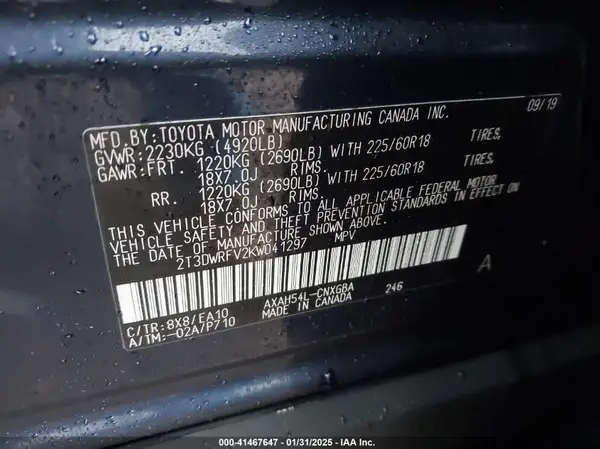 MFD.BY:TOYOTA MOTOR MANUFACTURING CANADA INC. 09/19
GVWR:2230KG (4920LB)
GAWR:FRT. 1220KG (2690LB) WITH 225/60R18 TIRES,
18X7.0J RIMS.
RR. 1220KG (2690LB) WITH 225/60R18 TIRES,
18X7.0J RIMS.
THIS VEHICLE CONFORMS TO ALL APPLICABLE FEDERAL MOTOR
VEHICLE SAFETY AND THEFT PREVENTION STANDARDS IN EFFECT ON
THE DATE OF MANUFACTURE SHOWN ABOVE.
2T3DWRFV2KW041297 MPV
A
C/TR:8X8/EA10 AXAH54L-CNXGBA 246
A/TM:-02A/P710 MADE IN CANADA
000-41467647 - 01/31/2025 - IAA Inc.